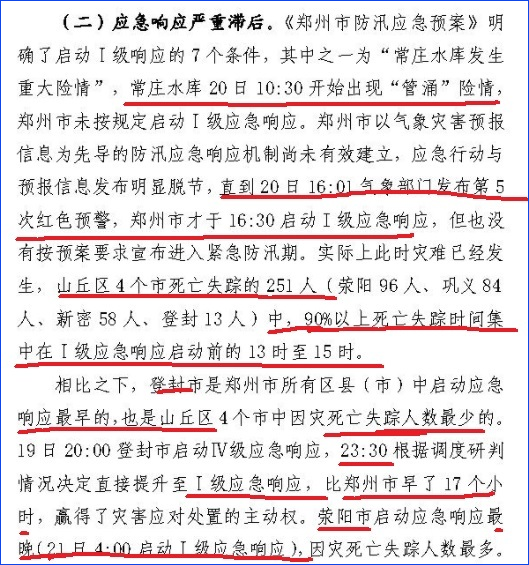 （二）应急响应严重滞后。《郑州市防汛应急预案》明
确了启动Ⅰ级响应的7个条件，其中之一为“常庄水库发生
重大险情”，常庄水库20日10:30开始出现“管涌”险情，
郑州市未按规定启动Ⅰ级应急响应。郑州市以气象灾害预报
信息为先导的防汛应急响应机制尚未有效建立，应急行动与
预报信息发布明显脱节，直到20日16:01气象部门发布第5
次红色预警，郑州市才于16:30启动Ⅰ级应急响应，但也没
有按预案要求宣布进入紧急防汛期。实际上此时灾难已经发
生，山丘区4个市死亡失踪的251人（荥阳96人、巩义84
人、新密58人、登封13人）中，90%以上死亡失踪时间集
中在Ⅰ级应急响应启动前的13时至15时。
相比之下，登封市是郑州市所有区县（市）中启动应急
响应最早的，也是山丘区4个市中因灾死亡失踪人数最少的。
19日20:00登封市启动Ⅳ级应急响应，23:30根据调度研判
情况决定直接提升至Ⅰ级应急响应，比郑州市早了17个小
时，赢得了灾害应对处置的主动权。荥阳市启动应急响应最
晚（21日4:00启动Ⅰ级应急响应），因灾死亡失踪人数最多。